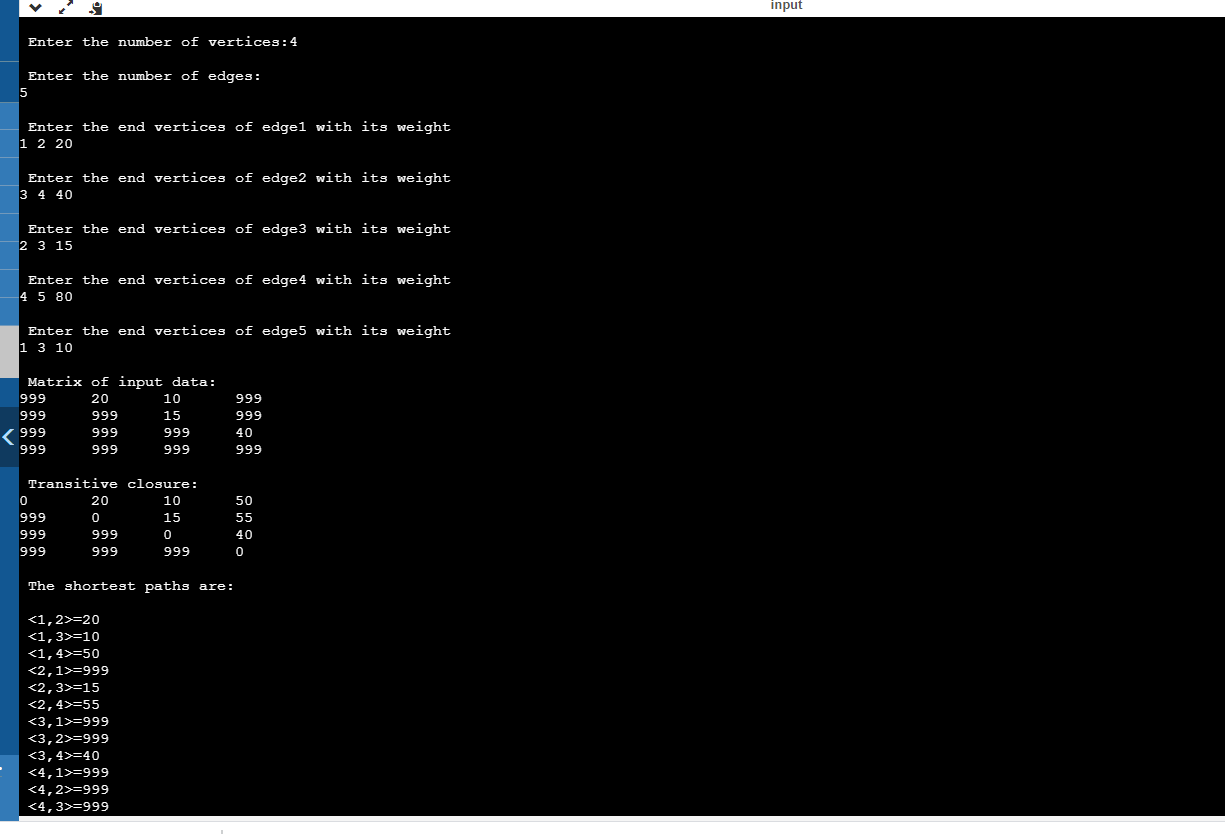 input
Enter the number of vertices:4
Enter the number of edges:
5
Enter the end vertices of edge1 with its weight
1 2 20
Enter the end vertices of edge2 with its weight
3 4 40
Enter the end vertices of edge3 with its weight
2 3 15
Enter the end vertices of edge4 with its weight
4 5 80
Enter the end vertices of edge5 with its weight
1 3 10
Matrix of input data:
999 20 10 999
999 999 15 999
999 999 999 40
999 999 999 999
Transitive closure:
0 20 10 50
999 0 15 55
999 999 0 40
999 999 999 0
The shortest paths are:
<1,2>=20
<1,3>=10
<1,4>=50
<2,1>=999
<2,3>=15
<2,4>=55
<3,1>=999
<3,2>=999
<3,4>=40
<4,1>=999
<4,2>=999
<4,3>=999